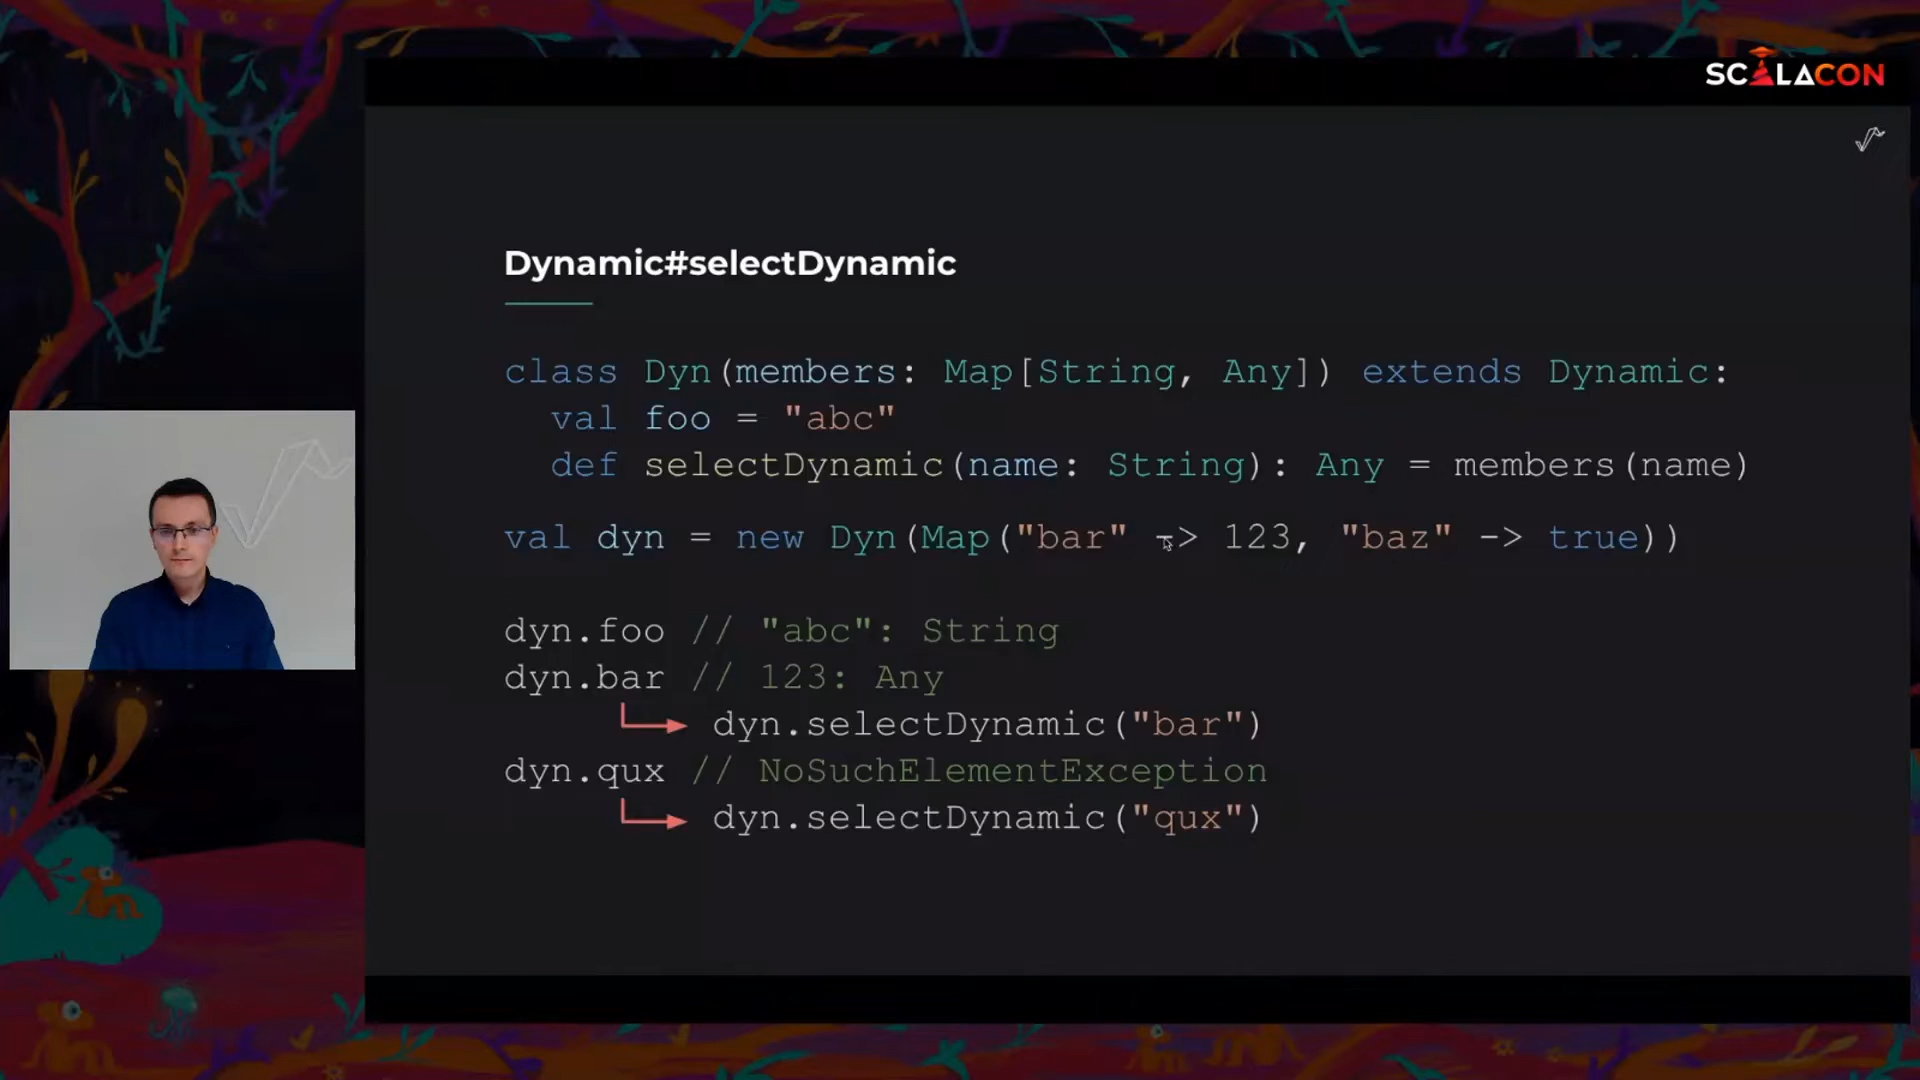 SCALACON
Dynamic#selectDynamic
class Dyn(members: Map[String, Any]) extends Dynamic:
  val foo = "abc"
  def selectDynamic(name: String): Any = members(name)
val dyn = new Dyn(Map("bar" -> 123, "baz" -> true))
dyn.foo // "abc": String
dyn.bar // 123: Any
dyn.selectDynamic("bar")
dyn.qux // NoSuchElementException
dyn.selectDynamic("qux")